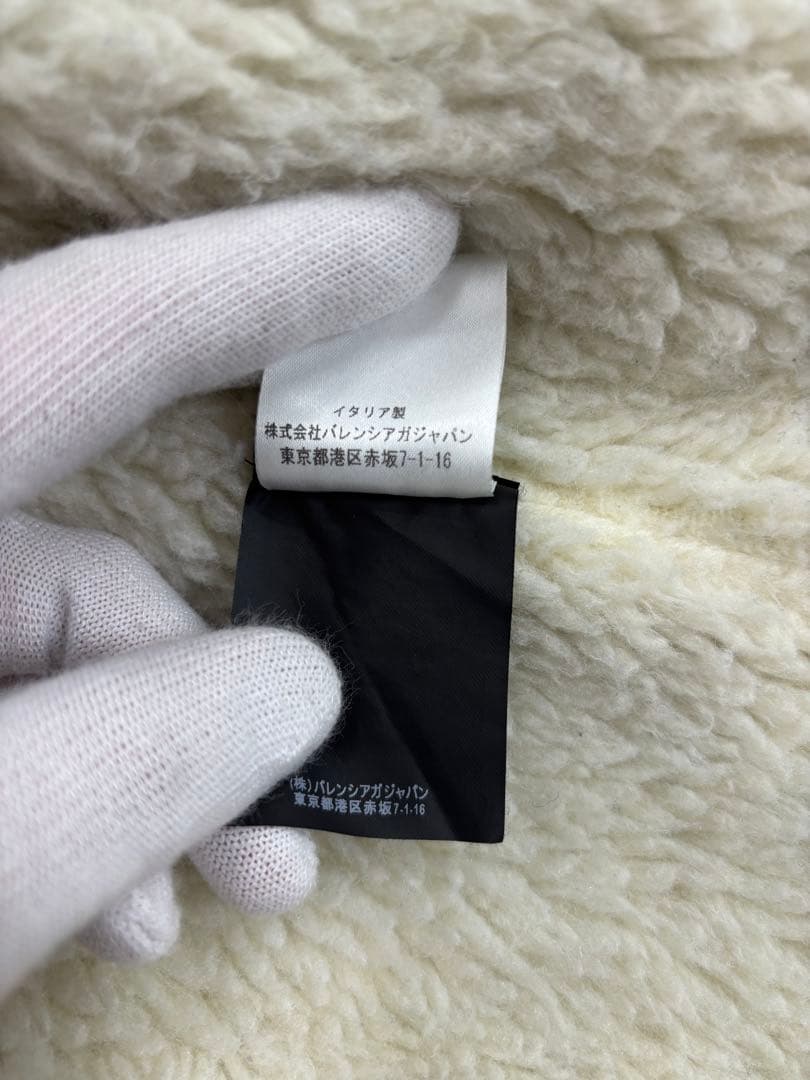 イタリア製
株式会社バレンシアガジャパン
東京都港区赤坂7-1-16
(株)バレンシアガジャパン
東京都港区赤坂7-1-16